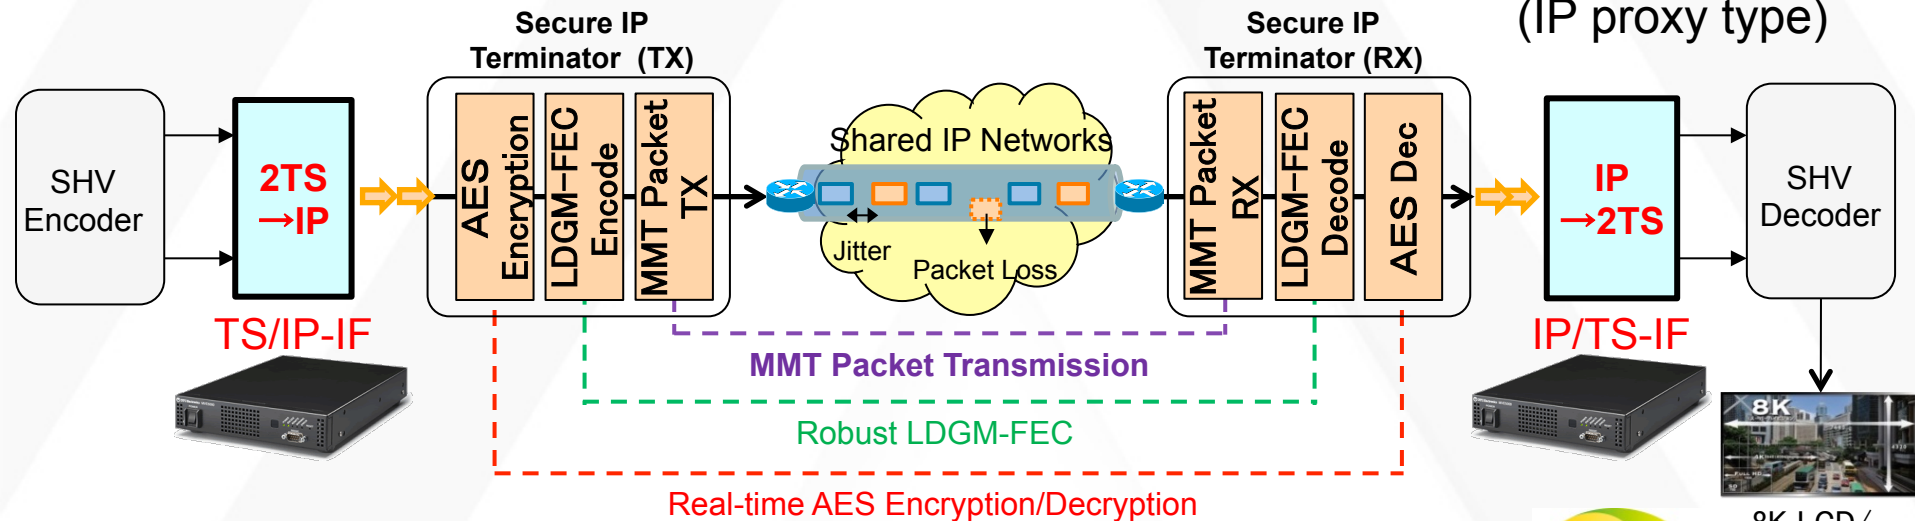 (IP proxy type)
Secure IP
Terminator (TX)
Secure IP
Terminator (RX)
SHV
Encoder
2TS
→IP
TS/IP-IF
AES
Encryption
LDGM-FEC
Encode
MMT Packet
TX
Shared IP Networks
Jitter
Packet Loss
MMT Packet
RX
LDGM-FEC
Decode
AES Dec
IP
→2TS
IP/TS-IF
SHV
Decoder
MMT Packet Transmission
Robust LDGM-FEC
Real-time AES Encryption/Decryption
8K
8K LCD/